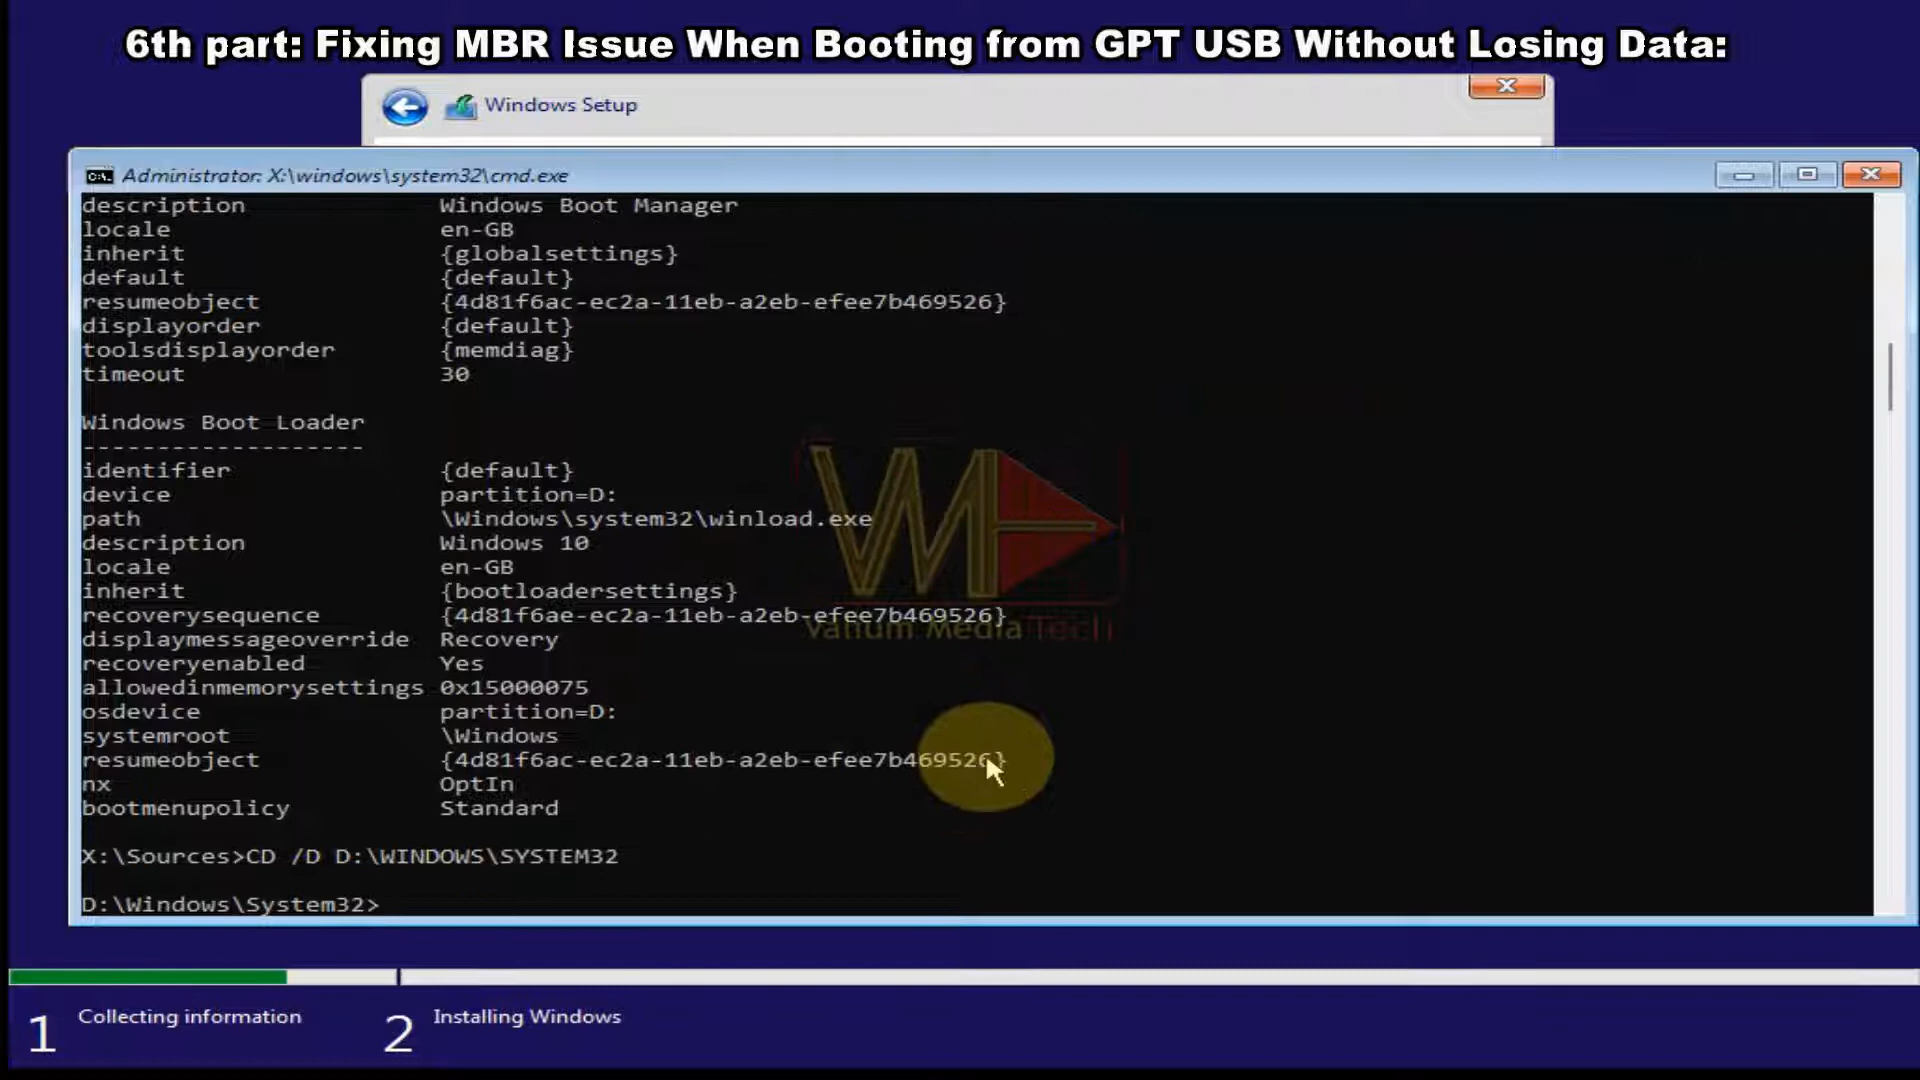 6th part: Fixing MBR Issue When Booting from GPT USB Without Losing Data:
Windows Setup
Administrator: X:\windows\system32\cmd.exe
description Windows Boot Manager
locale en-GB
inherit {globalsettings}
default {default}
resumeobject {4d81f6ac-ec2a-11eb-a2eb-efee7b469526}
displayorder {default}
toolsdisplayorder {memdiag}
timeout 30
Windows Boot Loader
-------------------
identifier {default}
device partition=D:
path \Windows\system32\winload.exe
description Windows 10
locale en-GB
inherit {bootloadersettings}
recoverysequence {4d81f6ae-ec2a-11eb-a2eb-efee7b469526}
displaymessageoverride Recovery
recoveryenabled Yes
allowedinmemorysettings 0x15000075
osdevice partition=D:
systemroot \Windows
resumeobject {4d81f6ac-ec2a-11eb-a2eb-efee7b469526}
nx OptIn
bootmenupolicy Standard
X:\Sources>CD /D D:\WINDOWS\SYSTEM32
D:\Windows\System32>
Media Tech
1 Collecting information
2 Installing Windows